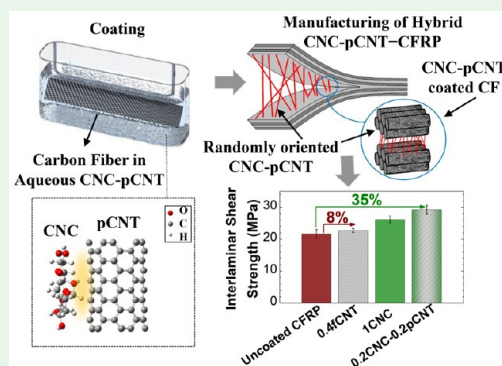 Coating
Carbon Fiber in
Aqueous CNC-pCNT
CNC
pCNT
O
C
H
Manufacturing of Hybrid
CNC-pCNT−CFRP
CNC-pCNT
coated CF
Randomly oriented
CNC-pCNT
Interlaminar Shear
Strength (MPa)
30
20
10
0
35%
8%
Uncoated CFRP
0.4fCNT
1CNC
0.2CNC-0.2pCNT